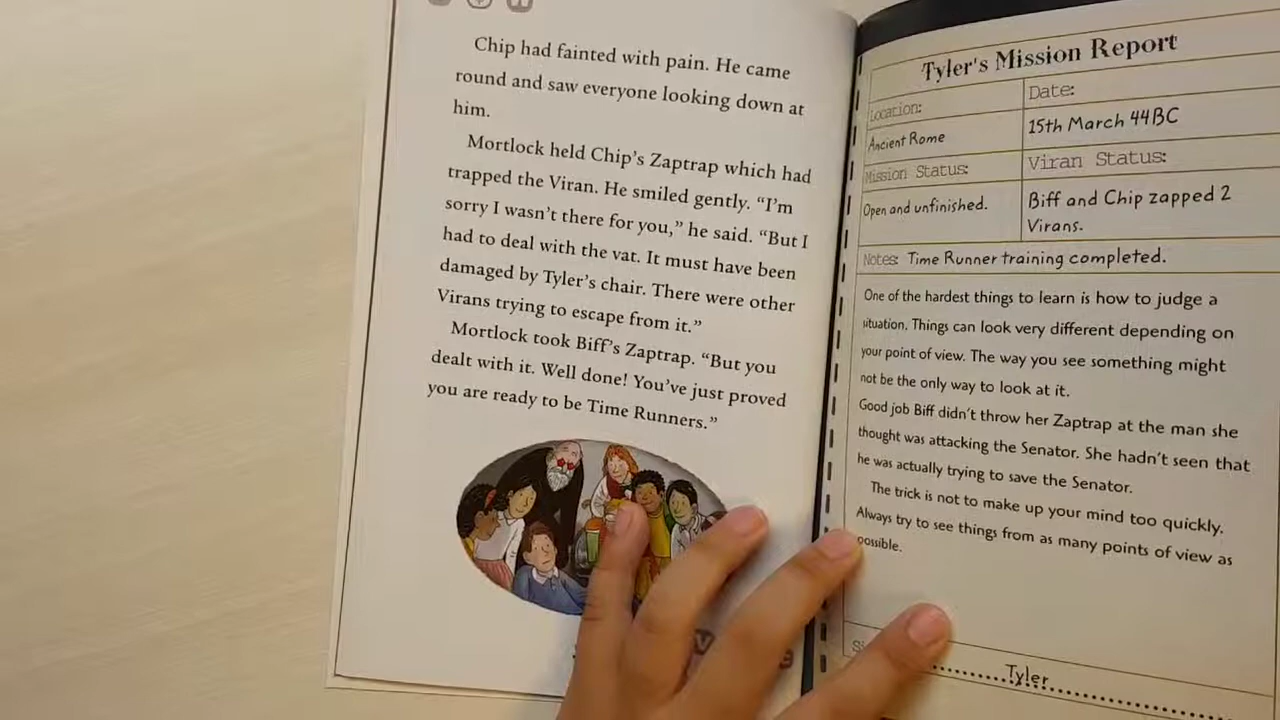 Chip had fainted with pain. He came
round and saw everyone looking down at
him.
Mortlock held Chip's Zaptrap which had
trapped the Viran. He smiled gently. "I'm
sorry I wasn't there for you," he said. "But I
had to deal with the vat. It must have been
damaged by Tyler's chair. There were other
Virans trying to escape from it."
Mortlock took Biff's Zaptrap. "But you
dealt with it. Well done! You've just proved
you are ready to be Time Runners."
Tyler's Mission Report
Location:
Date:
Ancient Rome
15th March 44BC
Mission Status:
Viran Status:
Open and unfinished.
Biff and Chip zapped 2
Virans.
Notes: Time Runner training completed.
One of the hardest things to learn is how to judge a
situation. Things can look very different depending on
your point of view. The way you see something might
not be the only way to look at it.
Good job Biff didn't throw her Zaptrap at the man she
thought was attacking the Senator. She hadn't seen that
he was actually trying to save the Senator.
The trick is not to make up your mind too quickly.
Always try to see things from as many points of view as
possible.
Tyler